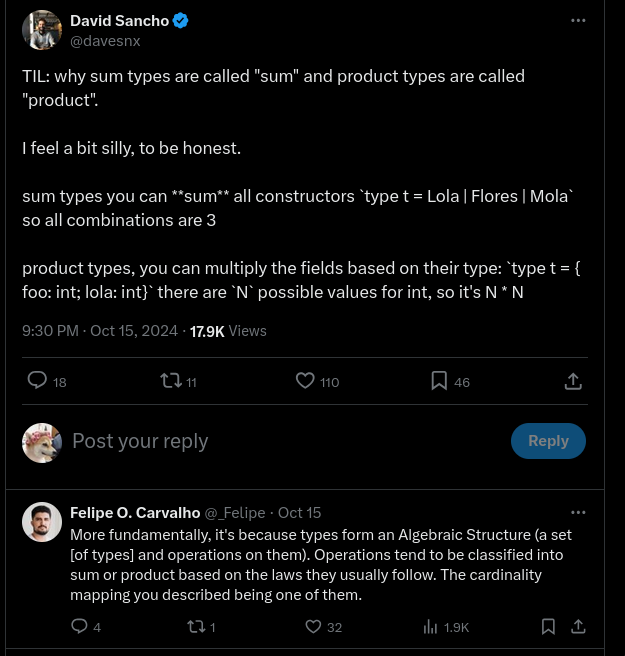 David Sancho
@davesnx
TIL: why sum types are called "sum" and product types are called
"product".
I feel a bit silly, to be honest.
sum types you can **sum** all constructors `type t = Lola | Flores | Mola`
so all combinations are 3
product types, you can multiply the fields based on their type: `type t = {
foo: int; lola: int}` there are `N` possible values for int, so it's N * N
9:30 PM · Oct 15, 2024 · 17.9K Views
18 11 110 46
Post your reply Reply
Felipe O. Carvalho @_Felipe · Oct 15
More fundamentally, it's because types form an Algebraic Structure (a set
[of types] and operations on them). Operations tend to be classified into
sum or product based on the laws they usually follow. The cardinality
mapping you described being one of them.
4 1 32 1.9K